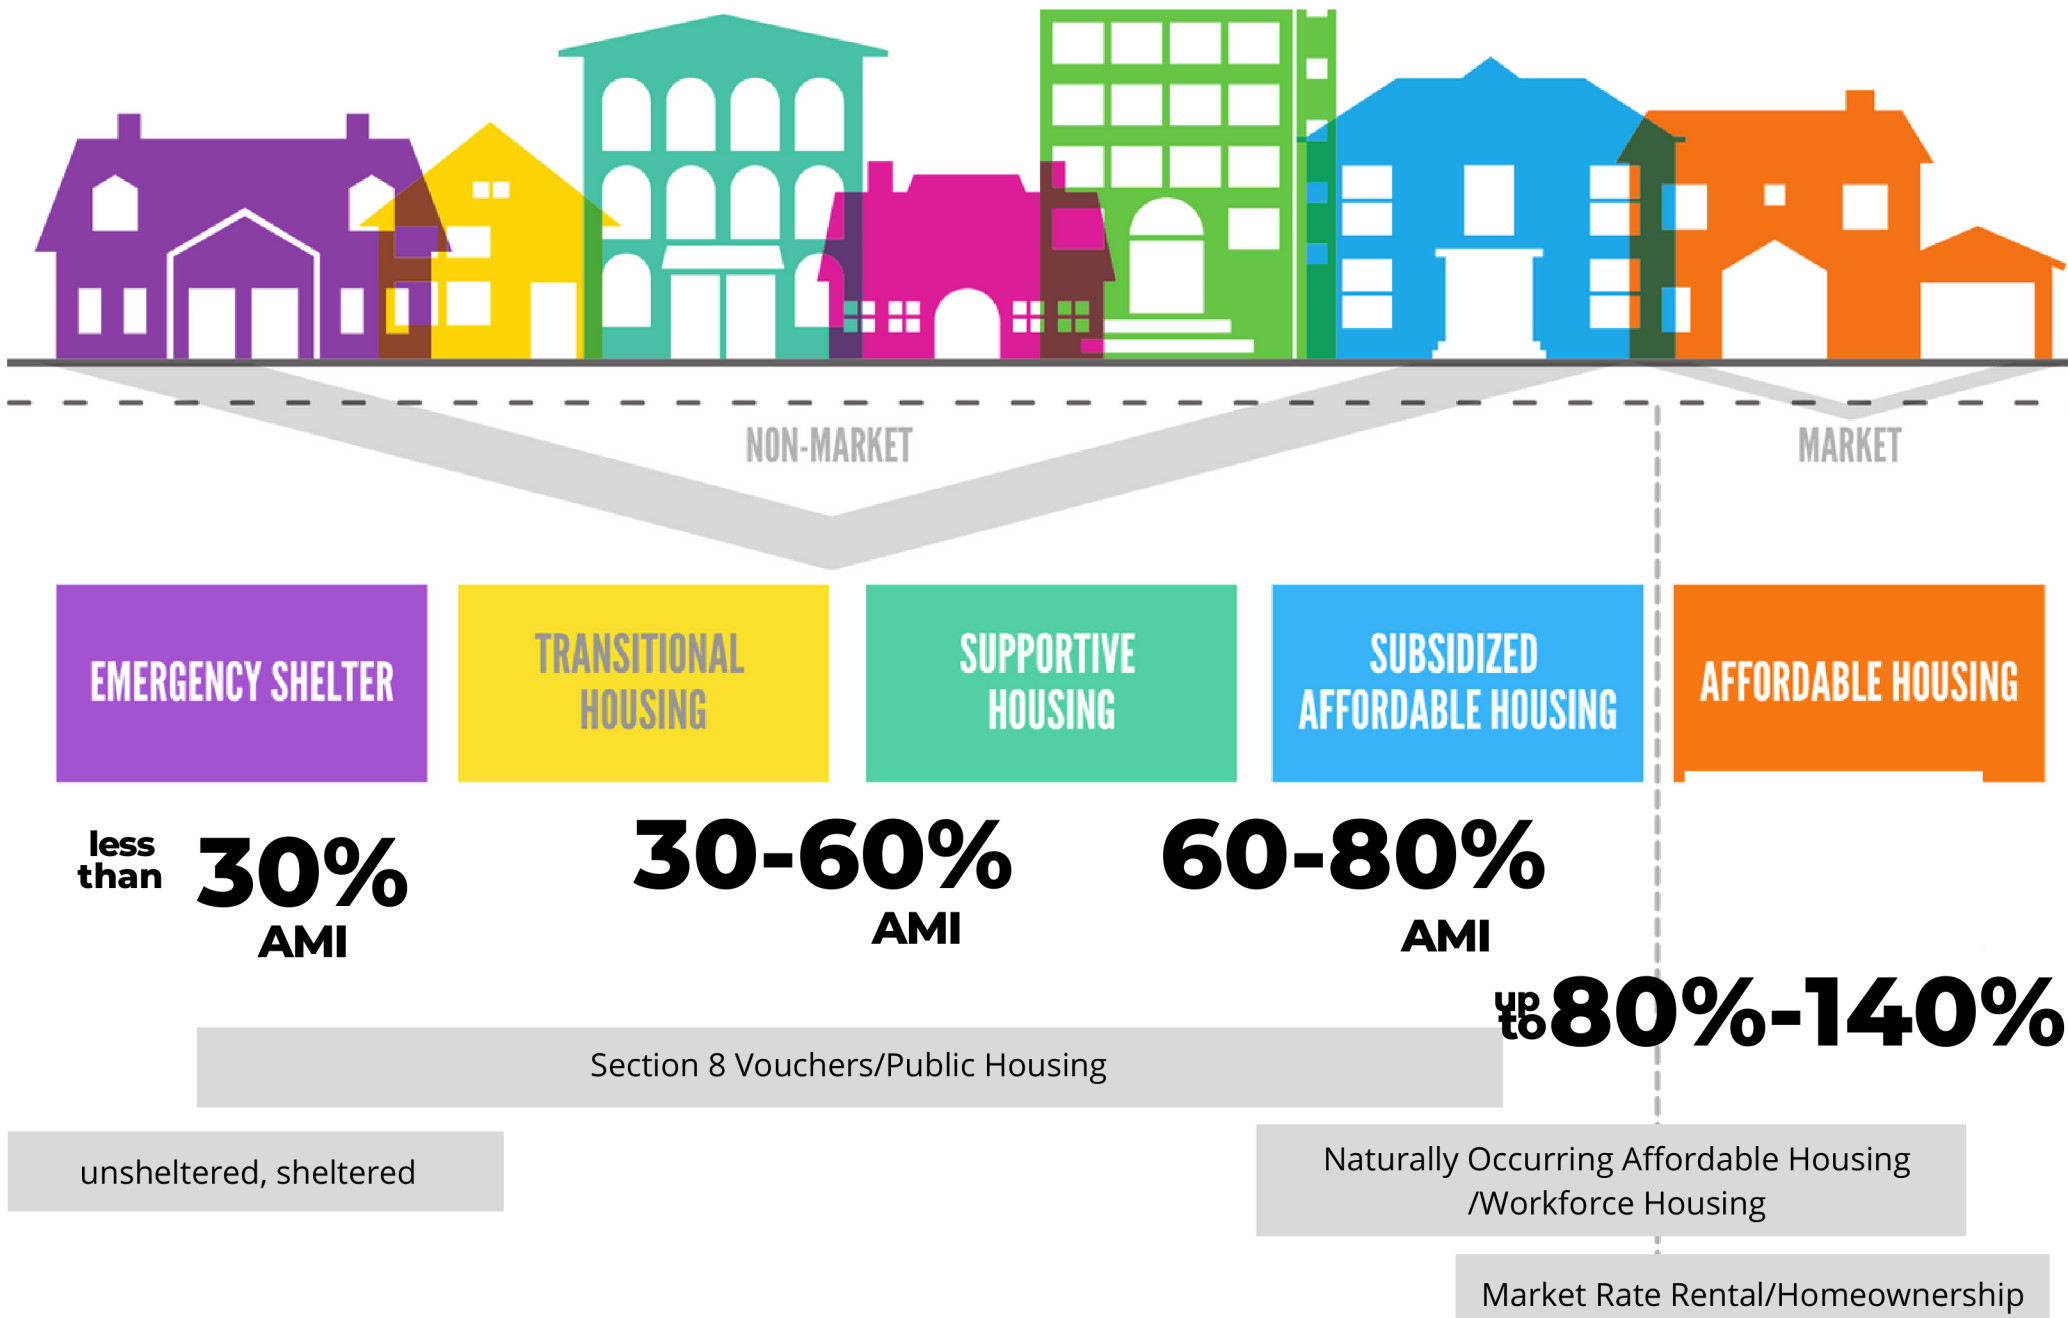 NON-MARKET
MARKET
EMERGENCY SHELTER
TRANSITIONAL
HOUSING
SUPPORTIVE
HOUSING
SUBSIDIZED
AFFORDABLE HOUSING
AFFORDABLE HOUSING
less
than
30%
AMI
30-60%
AMI
60-80%
AMI
up
to
80%-140%
Section 8 Vouchers/Public Housing
unsheltered, sheltered
Naturally Occurring Affordable Housing
/Workforce Housing
Market Rate Rental/Homeownership